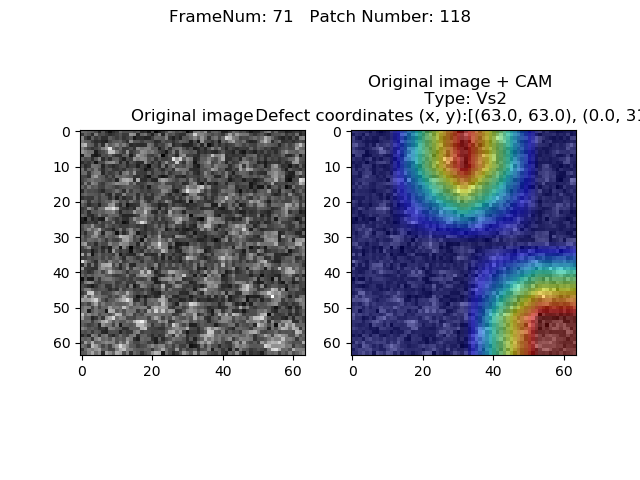 FrameNum: 71   Patch Number: 118
Original image + CAM
Type: Vs2
Original image
Defect coordinates (x, y):[(63.0, 63.0), (0.0, 31
0
10
20
30
40
50
60
0 20 40 60
0
10
20
30
40
50
60
0 20 40 60